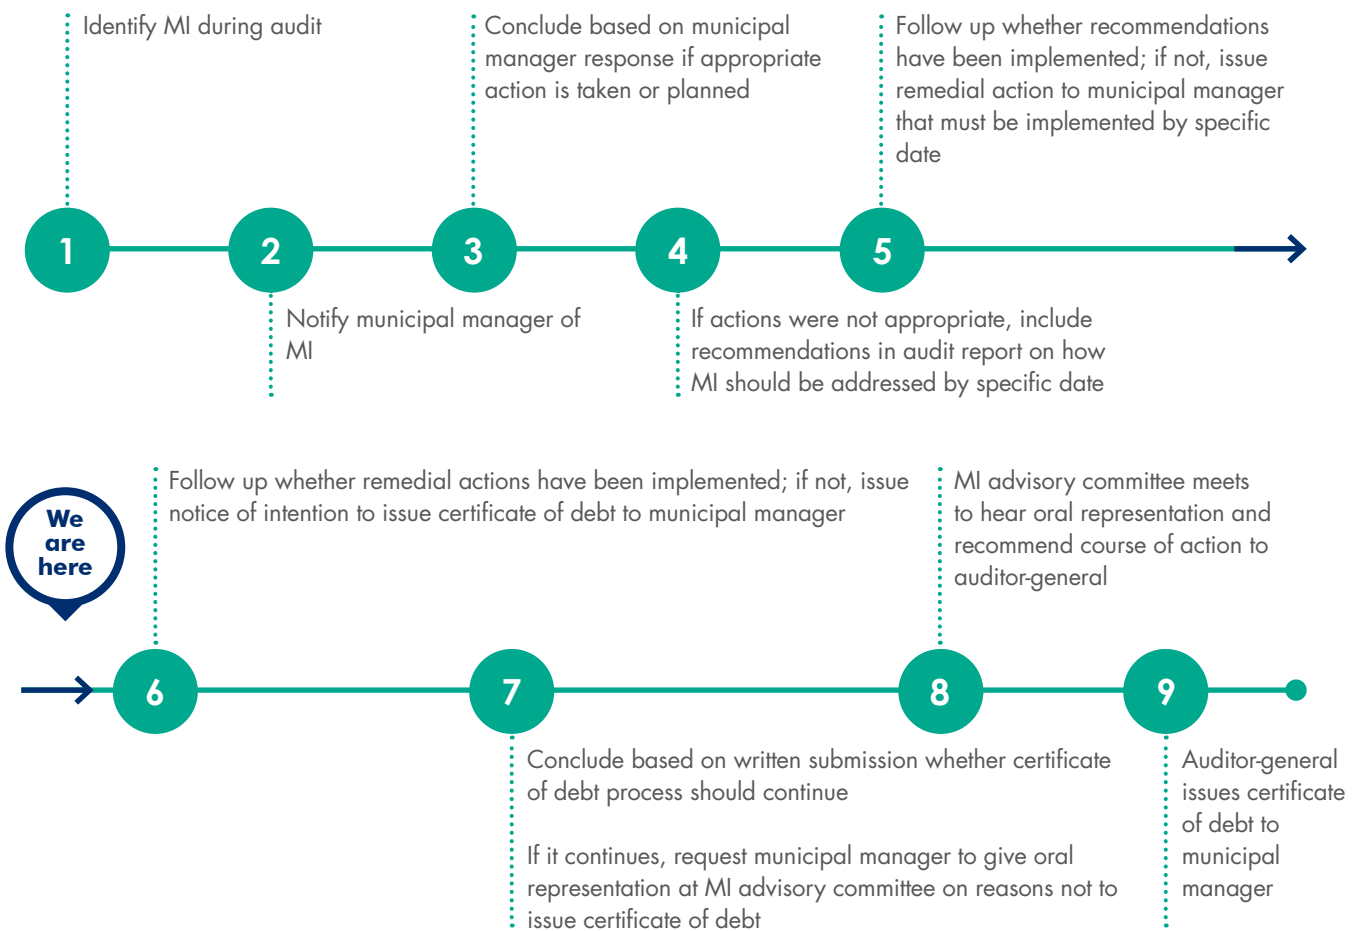 1
Identify MI during audit
2
Notify municipal manager of
MI
3
Conclude based on municipal
manager response if appropriate
action is taken or planned
4
If actions were not appropriate, include
recommendations in audit report on how
MI should be addressed by specific date
5
Follow up whether recommendations
have been implemented; if not, issue
remedial action to municipal manager
that must be implemented by specific
date
We
are
here
6
Follow up whether remedial actions have been implemented; if not, issue
notice of intention to issue certificate of debt to municipal manager
7
Conclude based on written submission whether certificate
of debt process should continue
If it continues, request municipal manager to give oral
representation at MI advisory committee on reasons not to
issue certificate of debt
8
MI advisory committee meets
to hear oral representation and
recommend course of action to
auditor-general
9
Auditor-general
issues certificate
of debt to
municipal
manager